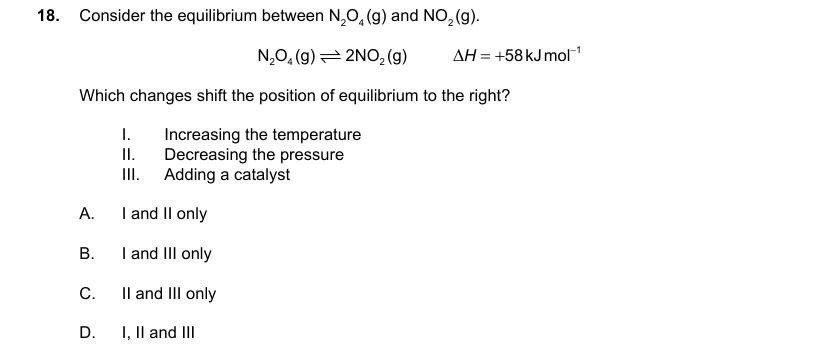 18. Consider the equilibrium between N₂O₄(g) and NO₂(g).
N₂O₄(g) ⇌ 2NO₂(g) ΔH = +58 kJ mol⁻¹
Which changes shift the position of equilibrium to the right?
I. Increasing the temperature
II. Decreasing the pressure
III. Adding a catalyst
A. I and II only
B. I and III only
C. II and III only
D. I, II and III